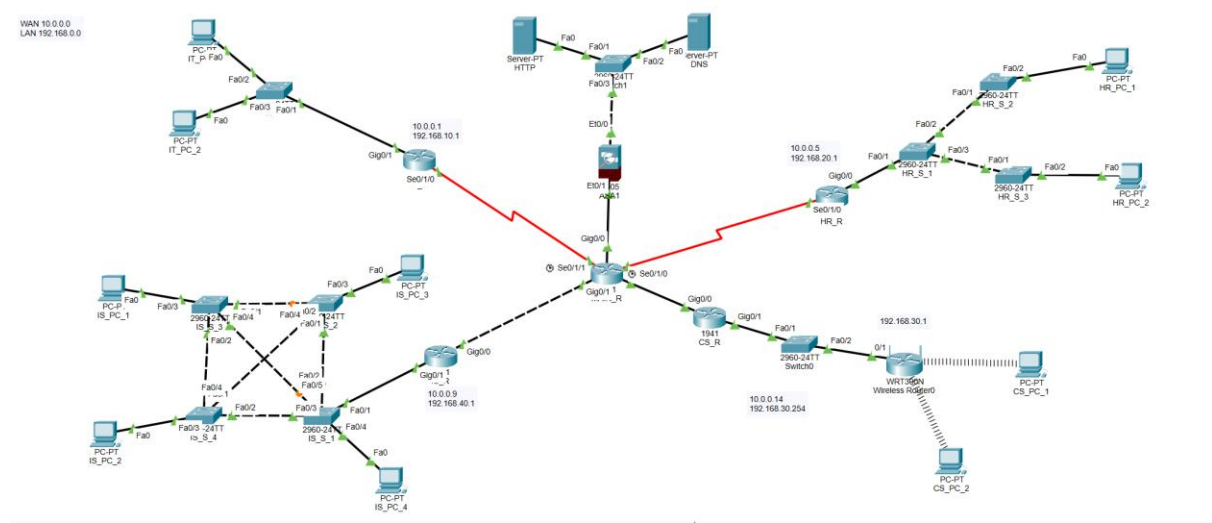 WAN 10.0.0.0
LAN 192.168.0.0
PC-PT
Fa0
Fa0/2
Fa0/3
Fa0/1
Fa0
PC-PT
IT_PC_2
10.0.0.1
192.168.10.1
Gig0/1
Se0/1/0
Server-PT
HTTP
Fa0
Fa0/1
Fa0
Fa0/2
DNS
Fa0/3
Et0/0
Et0/1
Gig0/0
Se0/1/1
Se0/1/0
Gig0/1
10.0.0.5
192.168.20.1
Gig0/0
Se0/1/0
HR_R
Fa0/1
2960-24TT
HR_S_1
Fa0/2
Fa0/3
Fa0/1
Fa0/2
HR_S_2
Fa0
PC-PT
HR_PC_1
Fa0/1
Fa0/2
2960-24TT
HR_S_3
Fa0
PC-PT
HR_PC_2
Fa0
IS_PC_1
Fa0/3
IS_S_3
Fa0/4
Fa0/2
Fa0/4
Fa0/3
Fa0
PC-PT
IS_PC_3
Fa0/4
Fa0/2
Fa0/3
IS_S_4
Fa0
PC-PT
IS_PC_2
Fa0/5
Fa0/3
Fa0/1
Fa0/4
2960-24TT
IS_S_1
Fa0
PC-PT
IS_PC_4
Gig0/1
Gig0/0
10.0.0.9
192.168.40.1
Gig0/0
Gig0/1
1941
CS_R
Fa0/1
Fa0/2
2960-24TT
Switch0
10.0.0.14
192.168.30.254
192.168.30.1
0/1
WRT300N
Wireless Router0
PC-PT
CS_PC_1
PC-PT
CS_PC_2